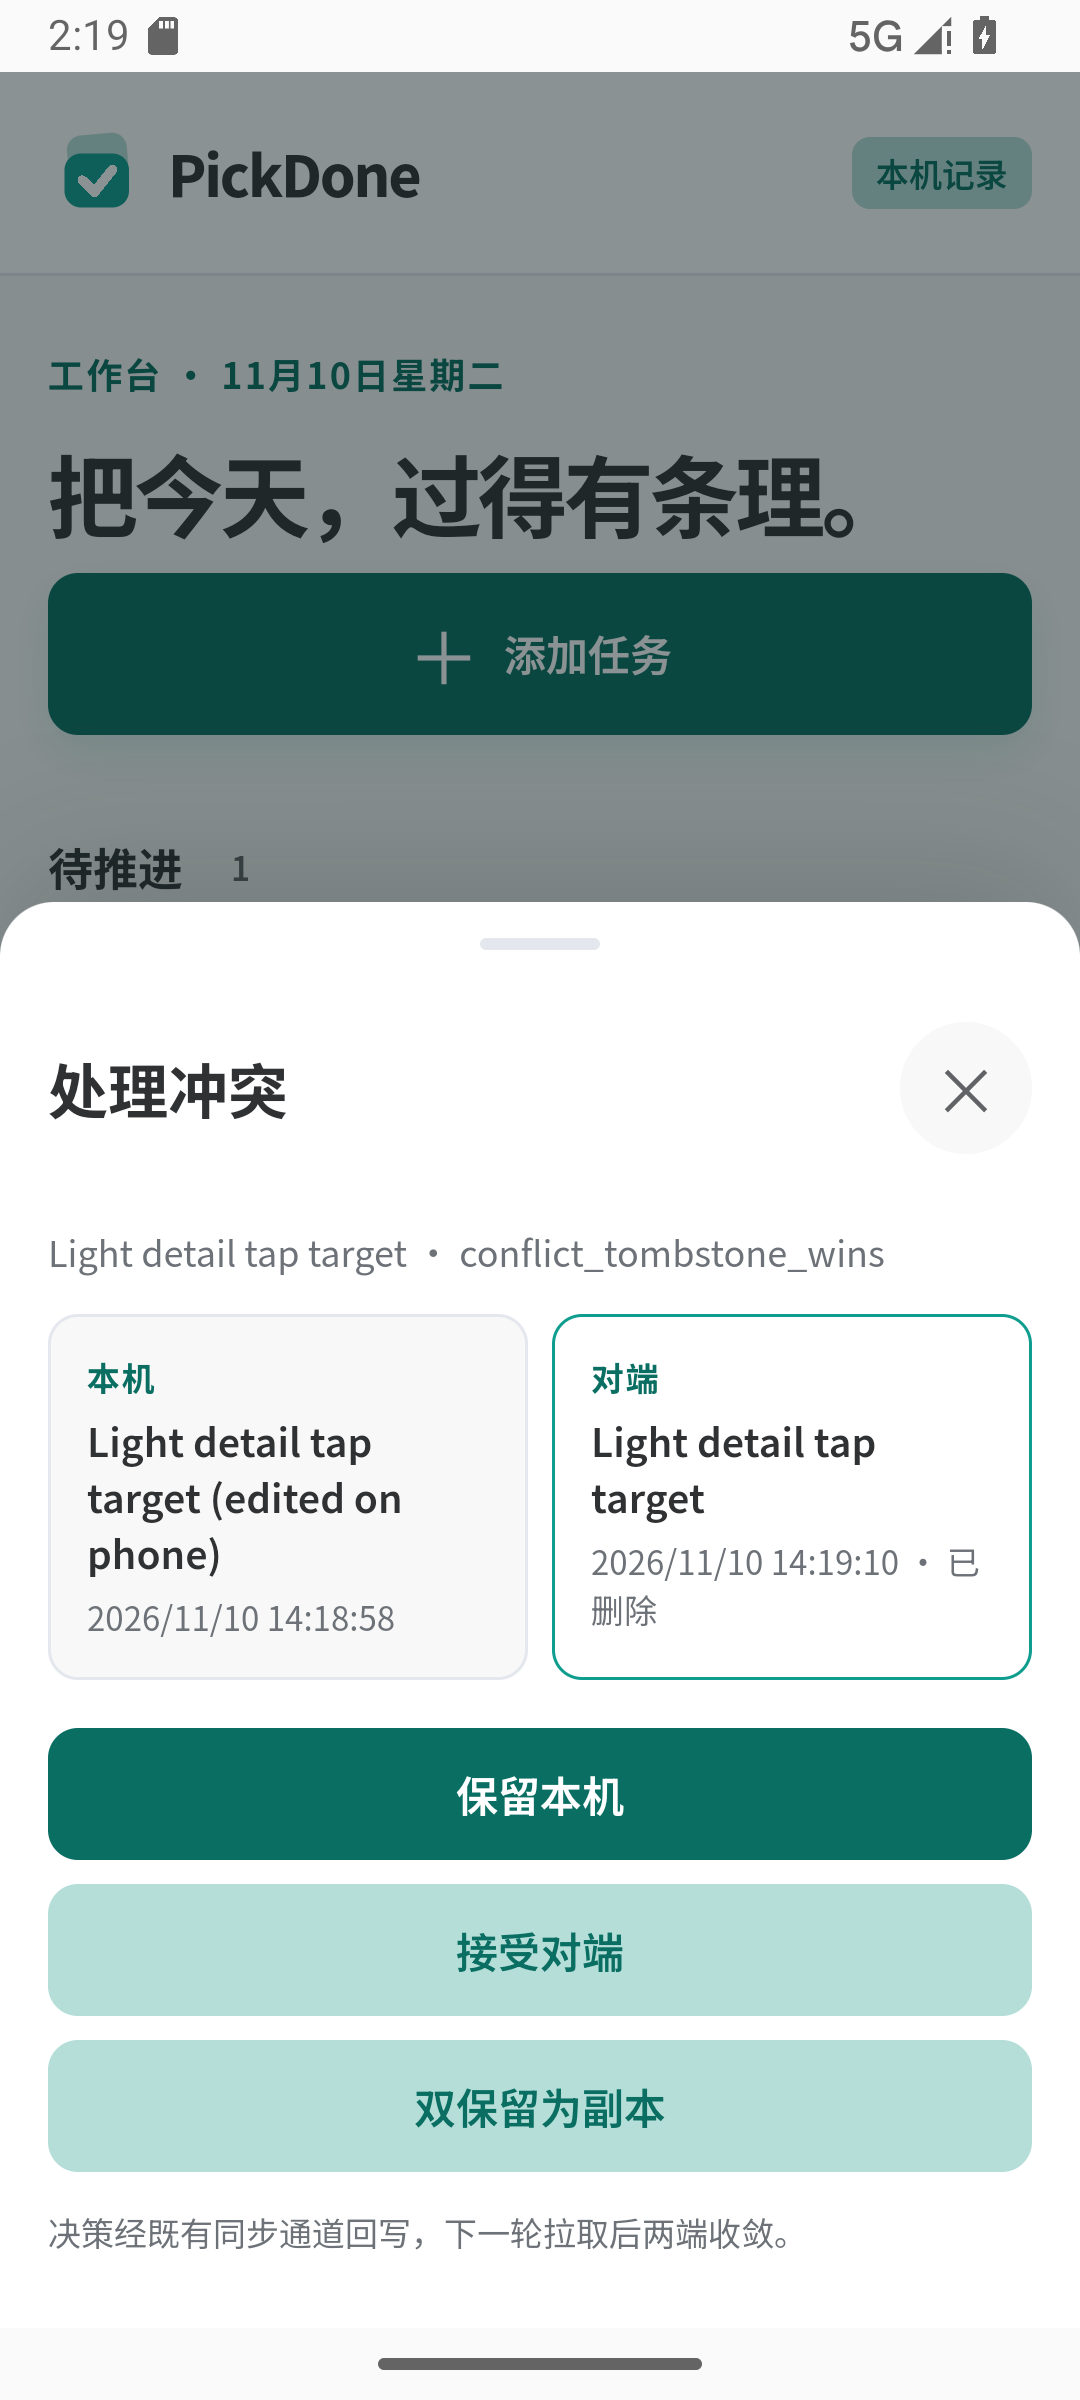 2:19
5G
PickDone
本机记录
工作台 · 11月10日星期二
把今天，过得有条理。
添加任务
待推进 1
处理冲突
Light detail tap target · conflict_tombstone_wins
本机
Light detail tap
target (edited on
phone)
2026/11/10 14:18:58
对端
Light detail tap
target
2026/11/10 14:19:10 · 已
删除
保留本机
接受对端
双保留为副本
决策经既有同步通道回写，下一轮拉取后两端收敛。